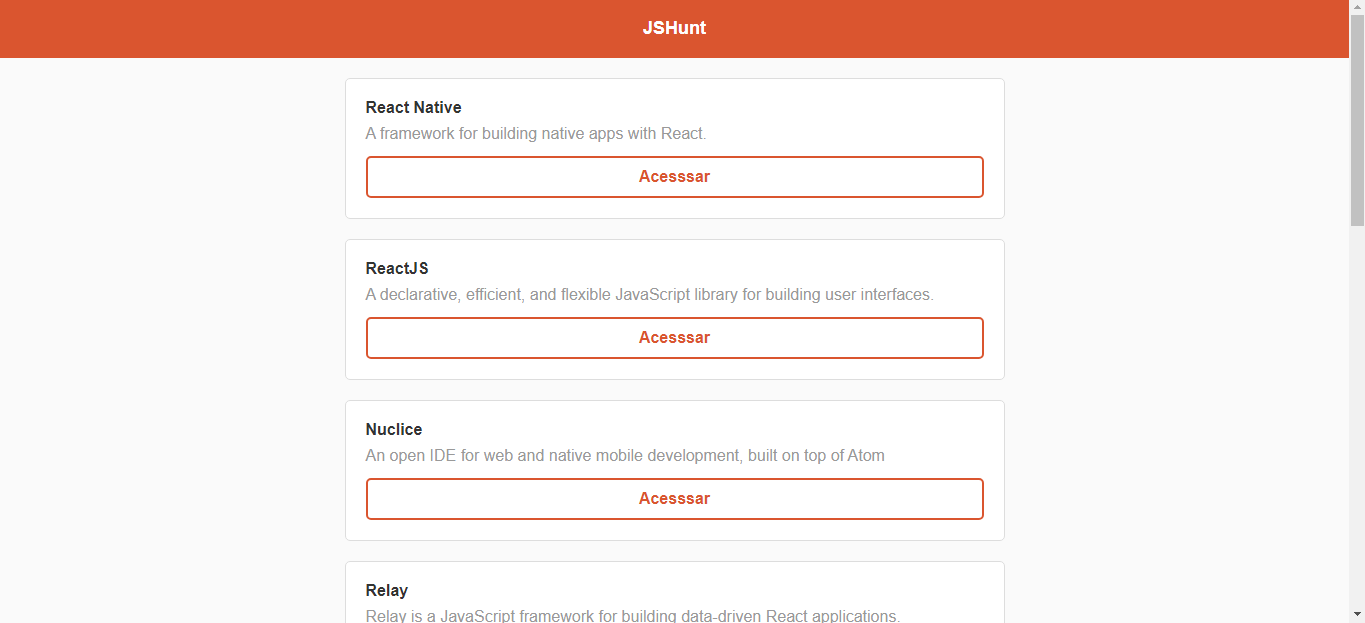 JSHunt
React Native
A framework for building native apps with React.
Acesssar
ReactJS
A declarative, efficient, and flexible JavaScript library for building user interfaces.
Acesssar
Nuclice
An open IDE for web and native mobile development, built on top of Atom
Acesssar
Relay
Relay is a JavaScript framework for building data-driven React applications.